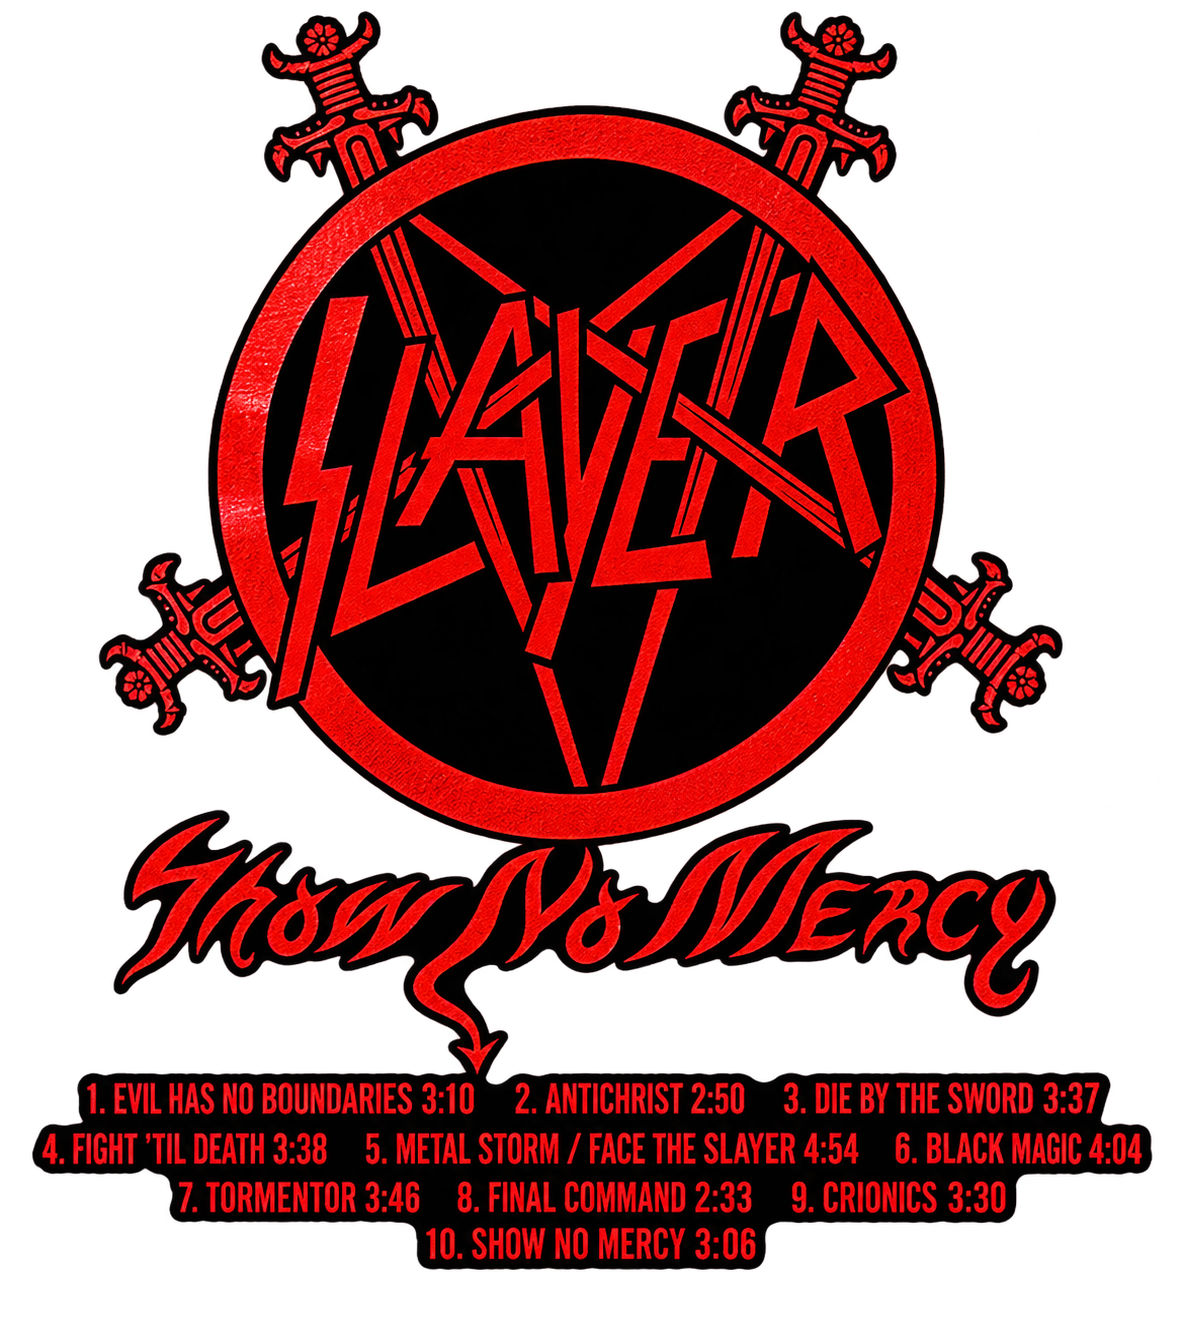 SLAYER
Show No Mercy
1. EVIL HAS NO BOUNDARIES 3:10 2. ANTICHRIST 2:50 3. DIE BY THE SWORD 3:37
4. FIGHT 'TIL DEATH 3:38 5. METAL STORM / FACE THE SLAYER 4:54 6. BLACK MAGIC 4:04
7. TORMENTOR 3:46 8. FINAL COMMAND 2:33 9. CRIONICS 3:30
10. SHOW NO MERCY 3:06